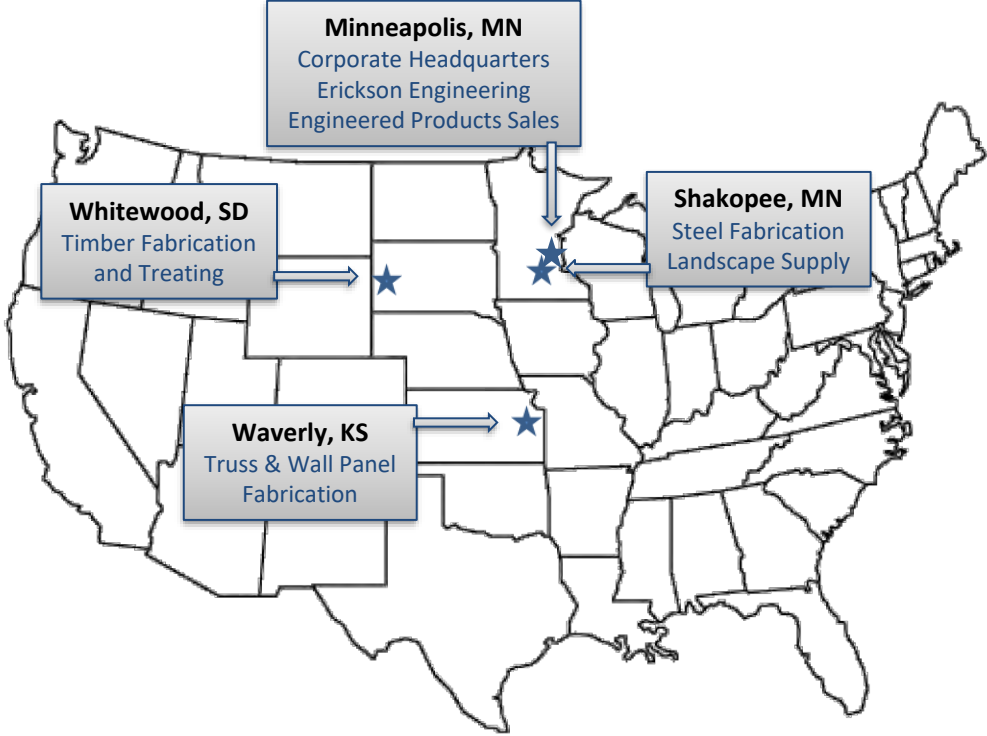 Minneapolis, MN
Corporate Headquarters
Erickson Engineering
Engineered Products Sales
Whitewood, SD
Timber Fabrication
and Treating
Shakopee, MN
Steel Fabrication
Landscape Supply
Waverly, KS
Truss & Wall Panel
Fabrication